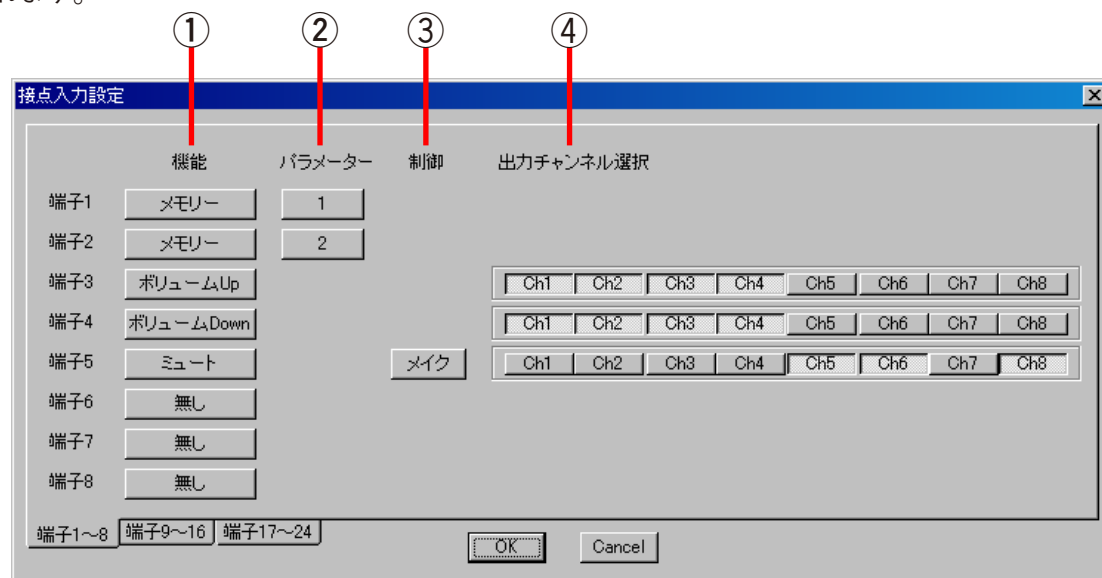 ① ② ③ ④
接点入力設定
機能 パラメーター 制御 出力チャンネル選択
端子1 メモリー 1
端子2 メモリー 2
端子3 ボリュームUp Ch1 Ch2 Ch3 Ch4 Ch5 Ch6 Ch7 Ch8
端子4 ボリュームDown Ch1 Ch2 Ch3 Ch4 Ch5 Ch6 Ch7 Ch8
端子5 ミュート メイク Ch1 Ch2 Ch3 Ch4 Ch5 Ch6 Ch7 Ch8
端子6 無し
端子7 無し
端子8 無し
端子1～8 端子9～16 端子17～24
OK Cancel